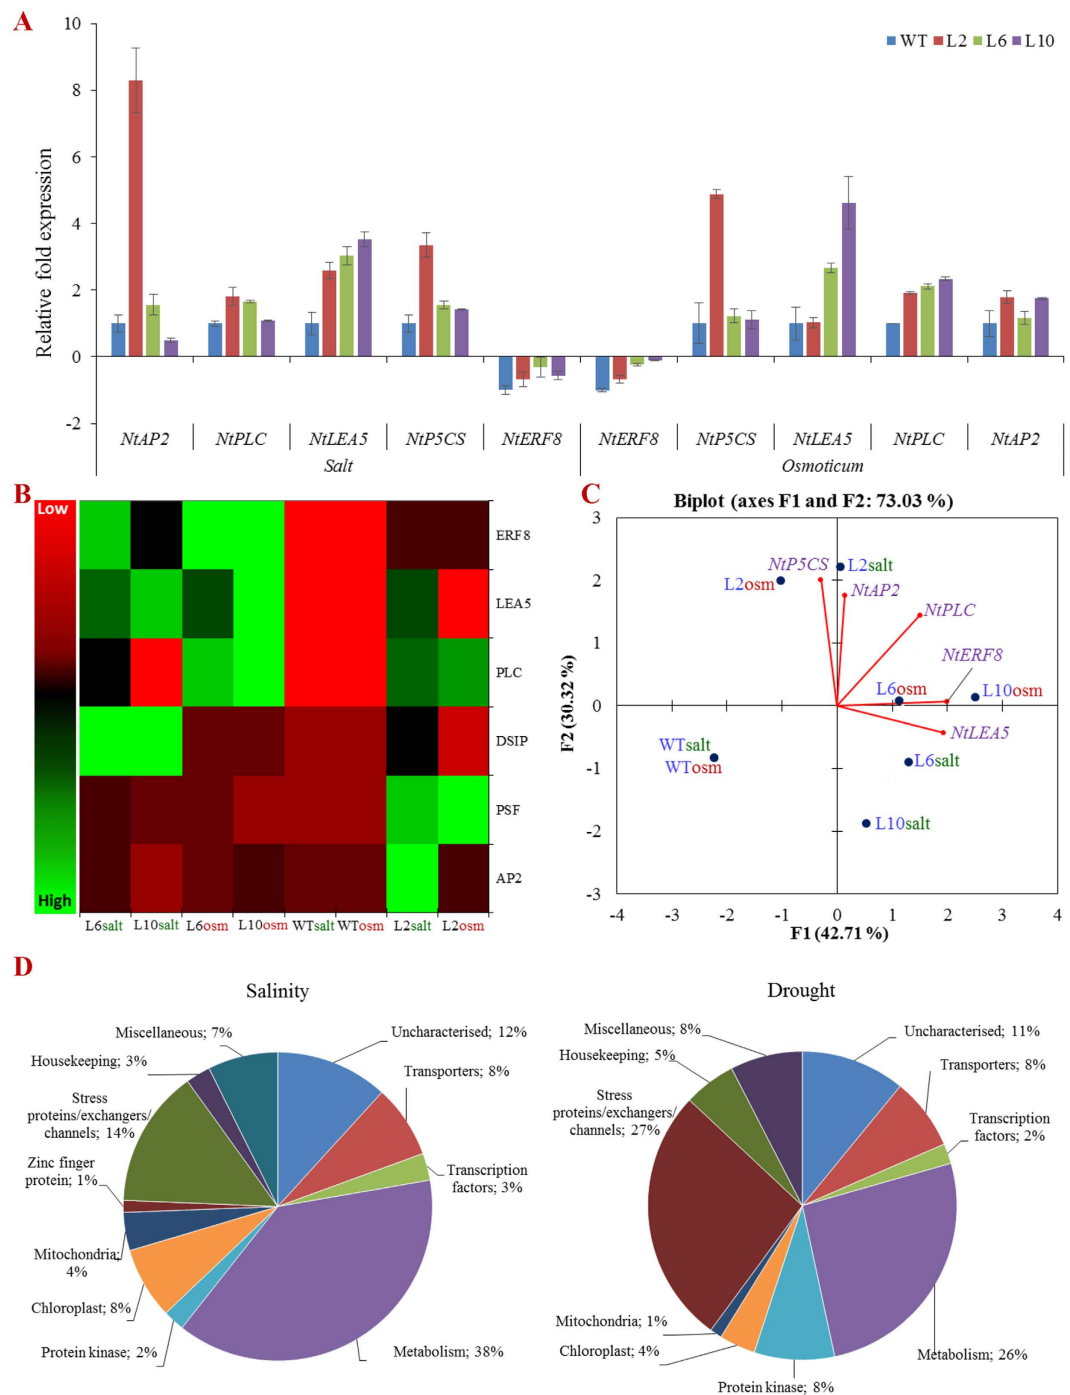 A
10
8
6
4
2
0
-2
Relative fold expression
WT L2 L6 L10
NtAP2 NtPLC NtLEA5 NtP5CS NtERF8 NtERF8 NtP5CS NtLEA5 NtPLC NtAP2
Salt Osmoticum
B
Low
High
ERF8
LEA5
PLC
DSIP
PSF
AP2
L6salt L10salt L6osm L10osm WTsalt WTosm L2salt L2osm
C
Biplot (axes F1 and F2: 73.03 %)
3
2
1
0
-1
-2
-3
F2 (30.32 %)
NtP5CS
L2salt
L2osm
NtAP2
NtPLC
NtERF8
L6osm
L10osm
NtLEA5
WTsalt
WTosm
L6salt
L10salt
-4 -3 -2 -1 0 1 2 3 4
F1 (42.71 %)
D
Salinity
Miscellaneous; 7%
Uncharacterised; 12%
Housekeeping; 3%
Transporters; 8%
Stress
proteins/exchangers/
channels; 14%
Zinc finger
protein; 1%
Transcription
factors; 3%
Mitochondria;
4%
Chloroplast; 8%
Protein kinase; 2%
Metabolism; 38%
Drought
Miscellaneous; 8%
Uncharacterised; 11%
Housekeeping; 5%
Transporters; 8%
Stress
proteins/exchangers/
channels; 27%
Transcription
factors; 2%
Mitochondria; 1%
Chloroplast; 4%
Protein kinase; 8%
Metabolism; 26%